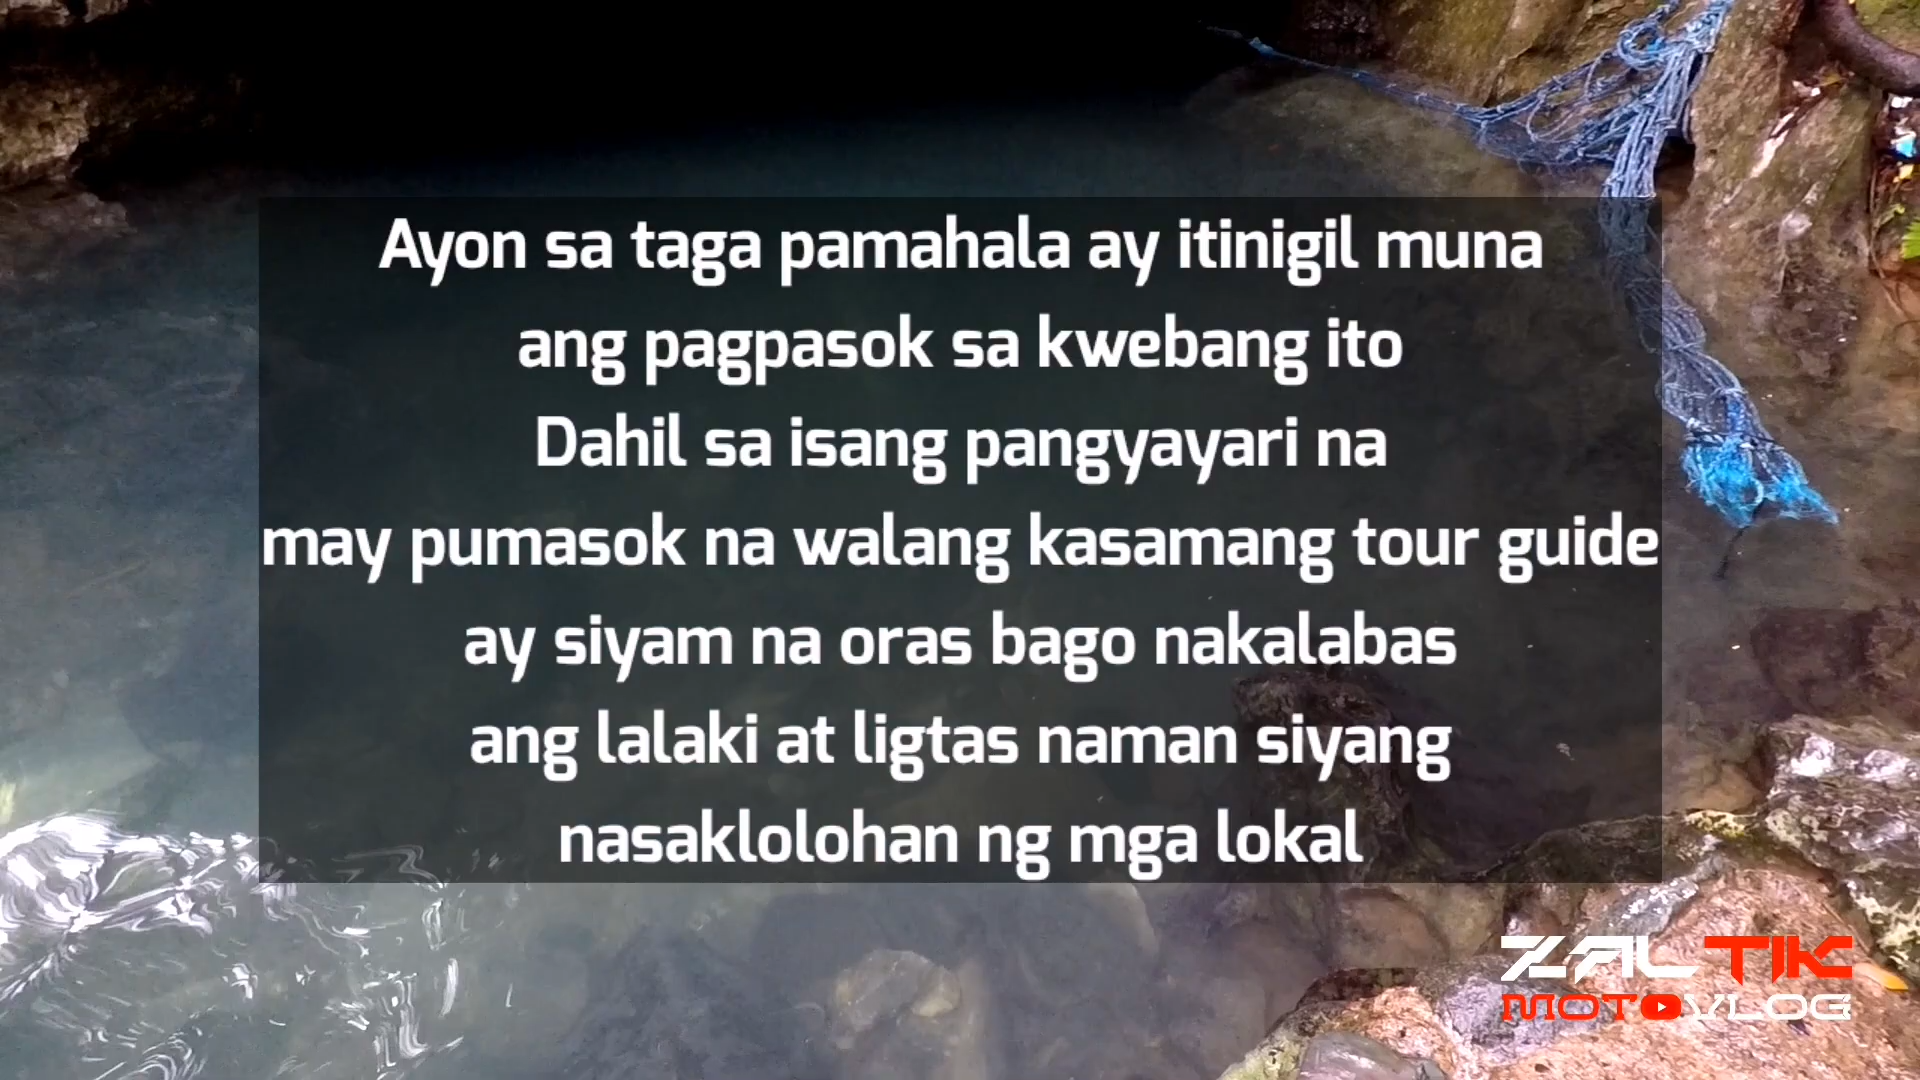 Ayon sa taga pamahala ay itinigil muna
ang pagpasok sa kwebang ito
Dahil sa isang pangyayari na
may pumasok na walang kasamang tour guide
ay siyam na oras bago nakalabas
ang lalaki at ligtas naman siyang
nasaklolohan ng mga lokal
ZAL TIK
MOTOVLOG